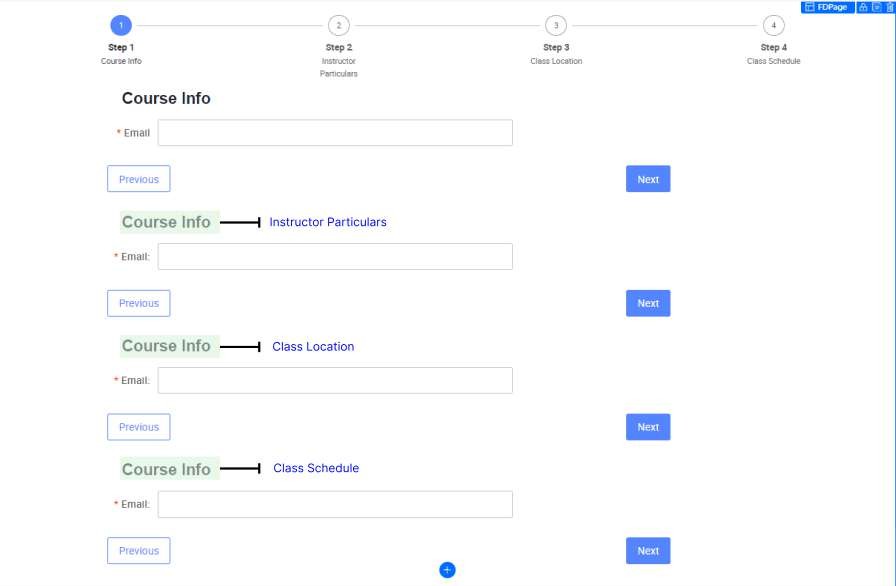 FDPage
1
2
3
4
Step 1
Step 2
Step 3
Step 4
Course Info
Instructor
Particulars
Class Location
Class Schedule
Course Info
* Email
Previous
Next
Course Info
Instructor Particulars
* Email:
Previous
Next
Course Info
Class Location
* Email:
Previous
Next
Course Info
Class Schedule
* Email:
Previous
Next
+